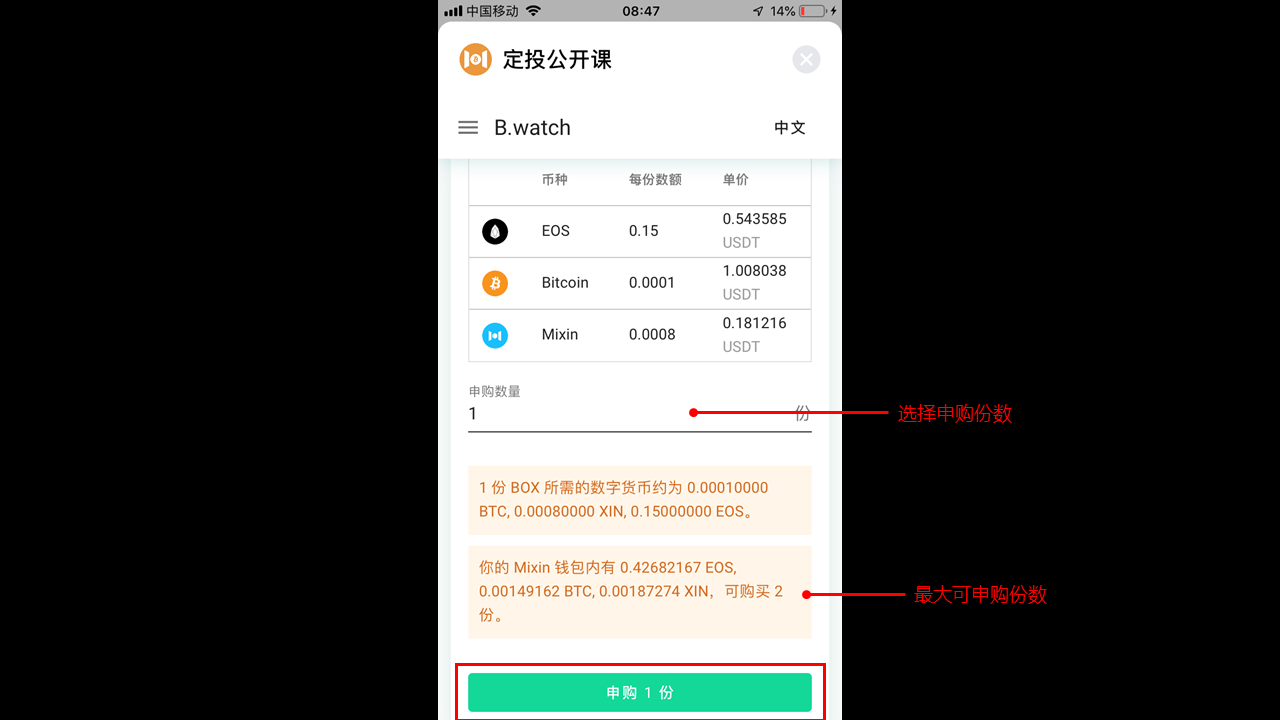 中国移动 08:47 14%
定投公开课
B.watch 中文
币种 每份数额 单价
EOS 0.15 0.543585 USDT
Bitcoin 0.0001 1.008038 USDT
Mixin 0.0008 0.181216 USDT
申购数量
1 份
选择申购份数
1 份 BOX 所需的数字货币约为 0.00010000
BTC, 0.00080000 XIN, 0.15000000 EOS。
你的 Mixin 钱包内有 0.42682167 EOS,
0.00149162 BTC, 0.00187274 XIN，可购买 2
份。
最大可申购份数
申购 1 份